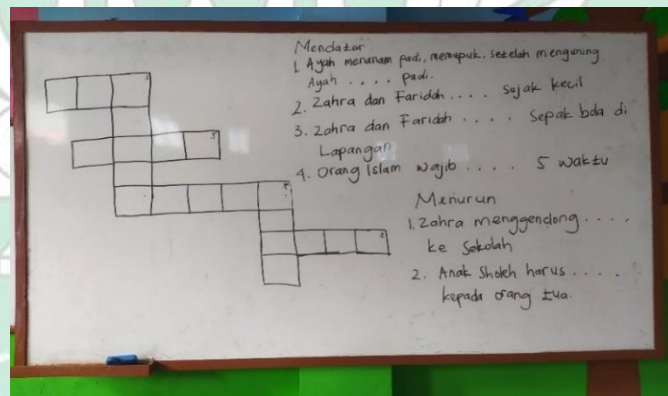 Mendatar
1. Ayah menanam padi, memupuk, setelah menguning
Ayah . . . . padi.
2. Zahra dan Faridah . . . . sejak kecil
3. Zahra dan Faridah . . . . Sepak bola di
Lapangan
4. Orang Islam wajib . . . . 5 waktu
Menurun
1. Zahra menggendong . . . .
ke Sekolah
2. Anak Sholeh harus . . . .
kepada orang tua.